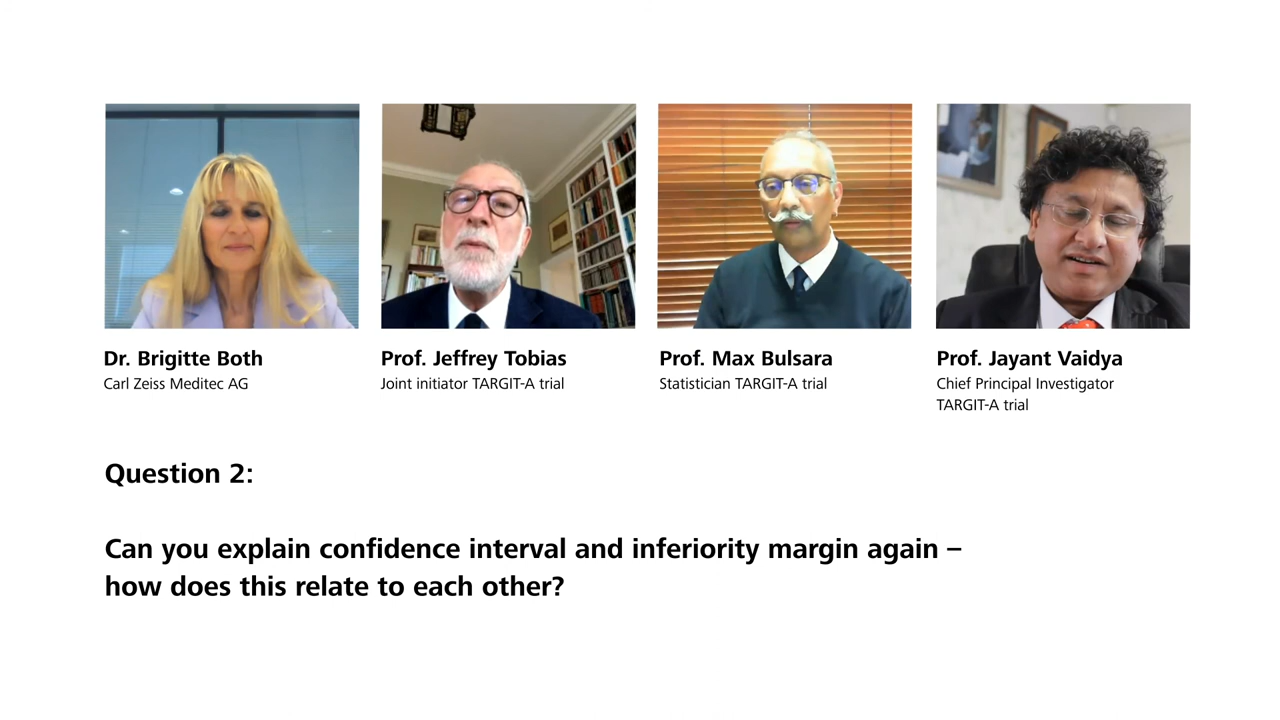 Dr. Brigitte Both
Carl Zeiss Meditec AG
Prof. Jeffrey Tobias
Joint initiator TARGIT-A trial
Prof. Max Bulsara
Statistician TARGIT-A trial
Prof. Jayant Vaidya
Chief Principal Investigator
TARGIT-A trial
Question 2:
Can you explain confidence interval and inferiority margin again –
how does this relate to each other?